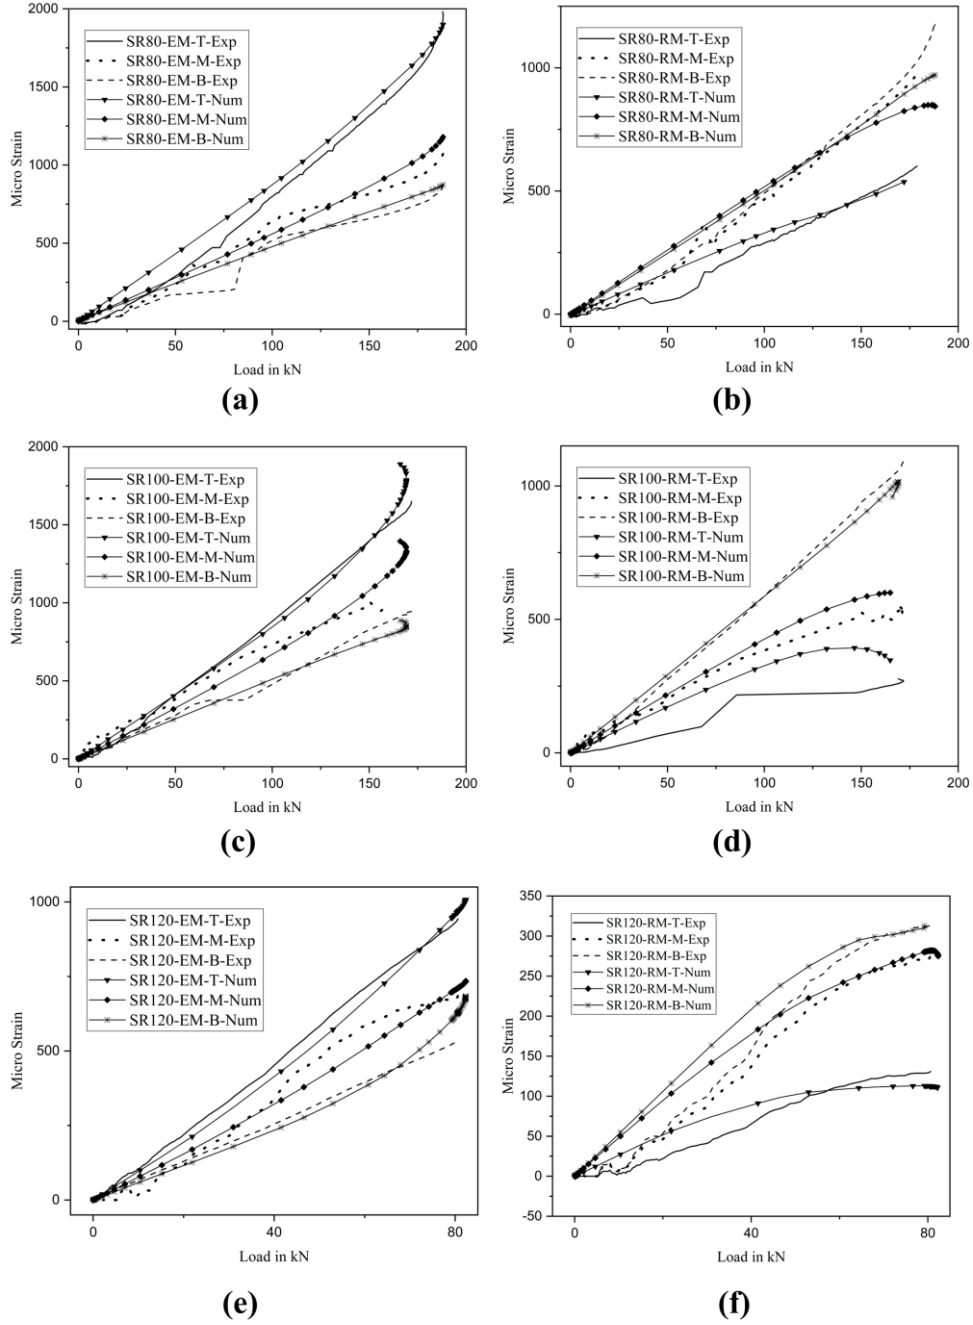 2000
1500
1000
500
0
Micro Strain
SR80-EM-T-Exp
SR80-EM-M-Exp
SR80-EM-B-Exp
SR80-EM-T-Num
SR80-EM-M-Num
SR80-EM-B-Num
0 50 100 150 200
Load in kN
(a)
1000
500
0
Micro Strain
SR80-RM-T-Exp
SR80-RM-M-Exp
SR80-RM-B-Exp
SR80-RM-T-Num
SR80-RM-M-Num
SR80-RM-B-Num
0 50 100 150 200
Load in kN
(b)
2000
1500
1000
500
0
Micro Strain
SR100-EM-T-Exp
SR100-EM-M-Exp
SR100-EM-B-Exp
SR100-EM-T-Num
SR100-EM-M-Num
SR100-EM-B-Num
0 50 100 150 200
Load in kN
(c)
1000
500
0
Micro Strain
SR100-RM-T-Exp
SR100-RM-M-Exp
SR100-RM-B-Exp
SR100-RM-T-Num
SR100-RM-M-Num
SR100-RM-B-Num
0 50 100 150 200
Load in kN
(d)
1000
500
0
Micro Strain
SR120-EM-T-Exp
SR120-EM-M-Exp
SR120-EM-B-Exp
SR120-EM-T-Num
SR120-EM-M-Num
SR120-EM-B-Num
0 40 80
Load in kN
(e)
350
300
250
200
150
100
50
0
-50
Micro Strain
SR120-RM-T-Exp
SR120-RM-M-Exp
SR120-RM-B-Exp
SR120-RM-T-Num
SR120-RM-M-Num
SR120-RM-B-Num
0 40 80
Load in kN
(f)